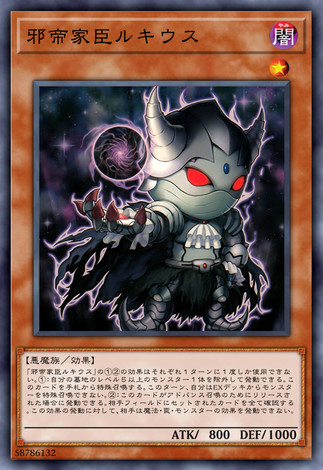 邪帝家臣ルキウス
やみ
闇
【悪魔族／効果】
「邪帝家臣ルキウス」の①②の効果はそれぞれ１ターンに１度しか使用できな
い。①：自分の墓地のレベル５以上のモンスター１体を除外して発動できる。こ
のカードを手札から特殊召喚する。このターン、自分はEXデッキからモンス
ターを特殊召喚できない。②：このカードがアドバンス召喚のためにリリースさ
れた場合に発動できる。相手フィールドにセットされたカードを全て確認する
。この効果の発動に対して、相手は魔法・罠・モンスターの効果を発動できない。
ATK/ 800 DEF/1000
58786132